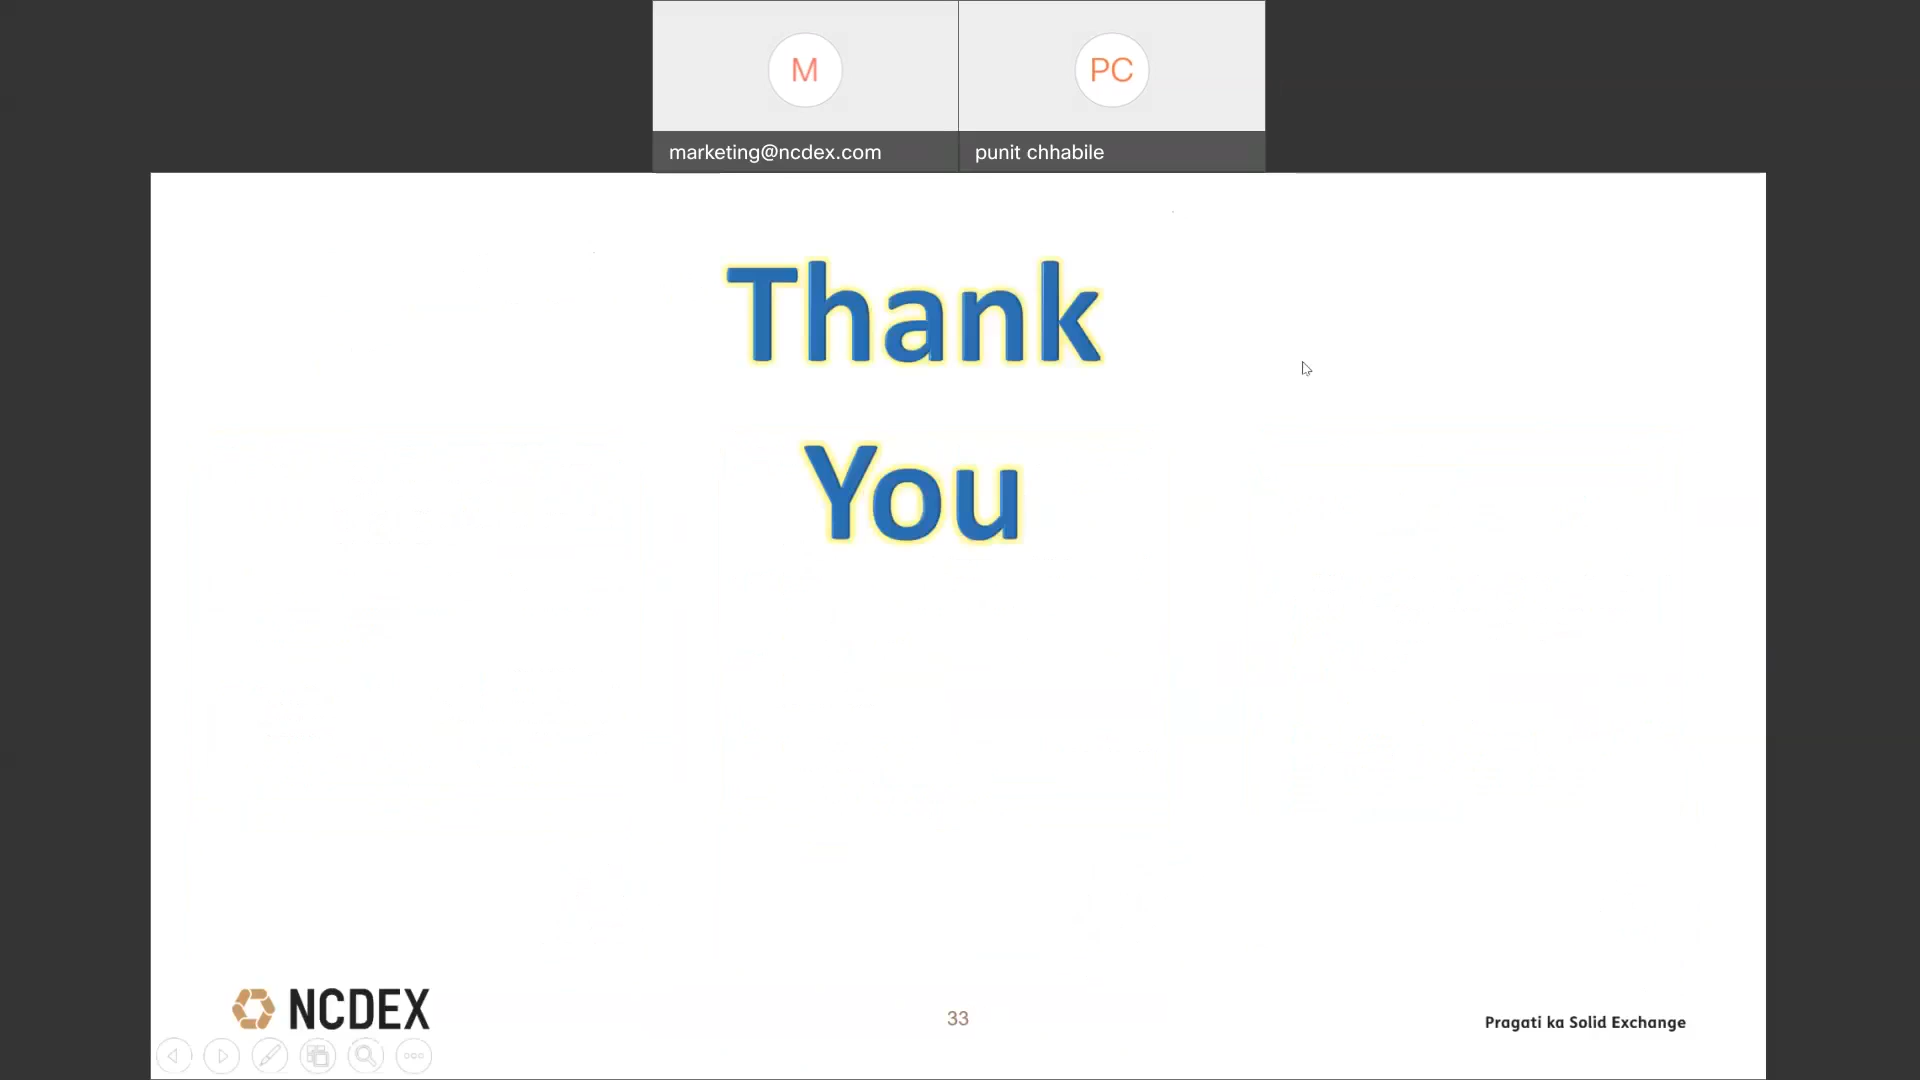 M
PC
marketing@ncdex.com
punit chhabile
Thank
You
NCDEX
33
Pragati ka Solid Exchange